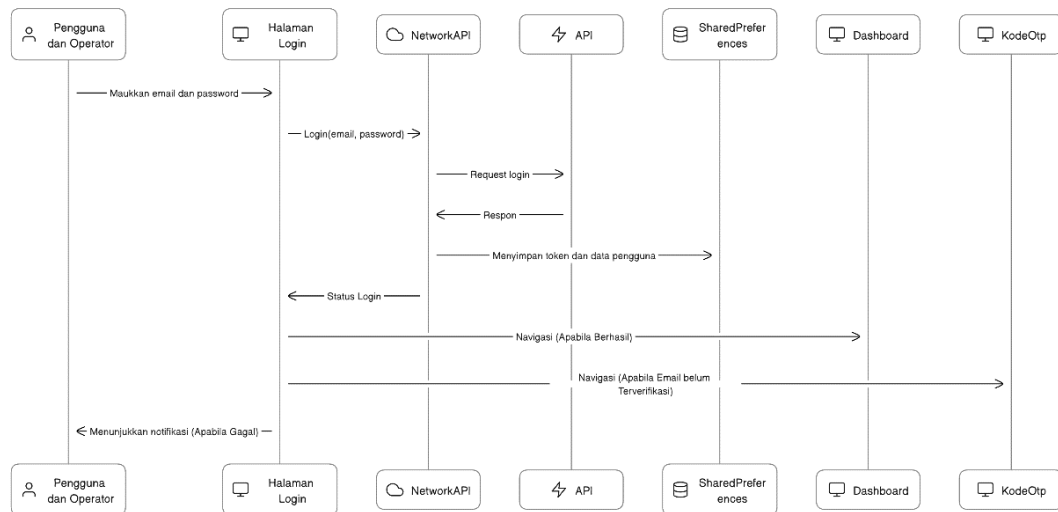 Pengguna
dan Operator
Halaman
Login
NetworkAPI
API
SharedPrefer
ences
Dashboard
KodeOtp
Maukkan email dan password
Login(email, password)
Request login
Respon
Menyimpan token dan data pengguna
Status Login
Navigasi (Apabila Berhasil)
Navigasi (Apabila Email belum
Terverifikasi)
Menunjukkan notifikasi (Apabila Gagal)
Pengguna
dan Operator
Halaman
Login
NetworkAPI
API
SharedPrefer
ences
Dashboard
KodeOtp